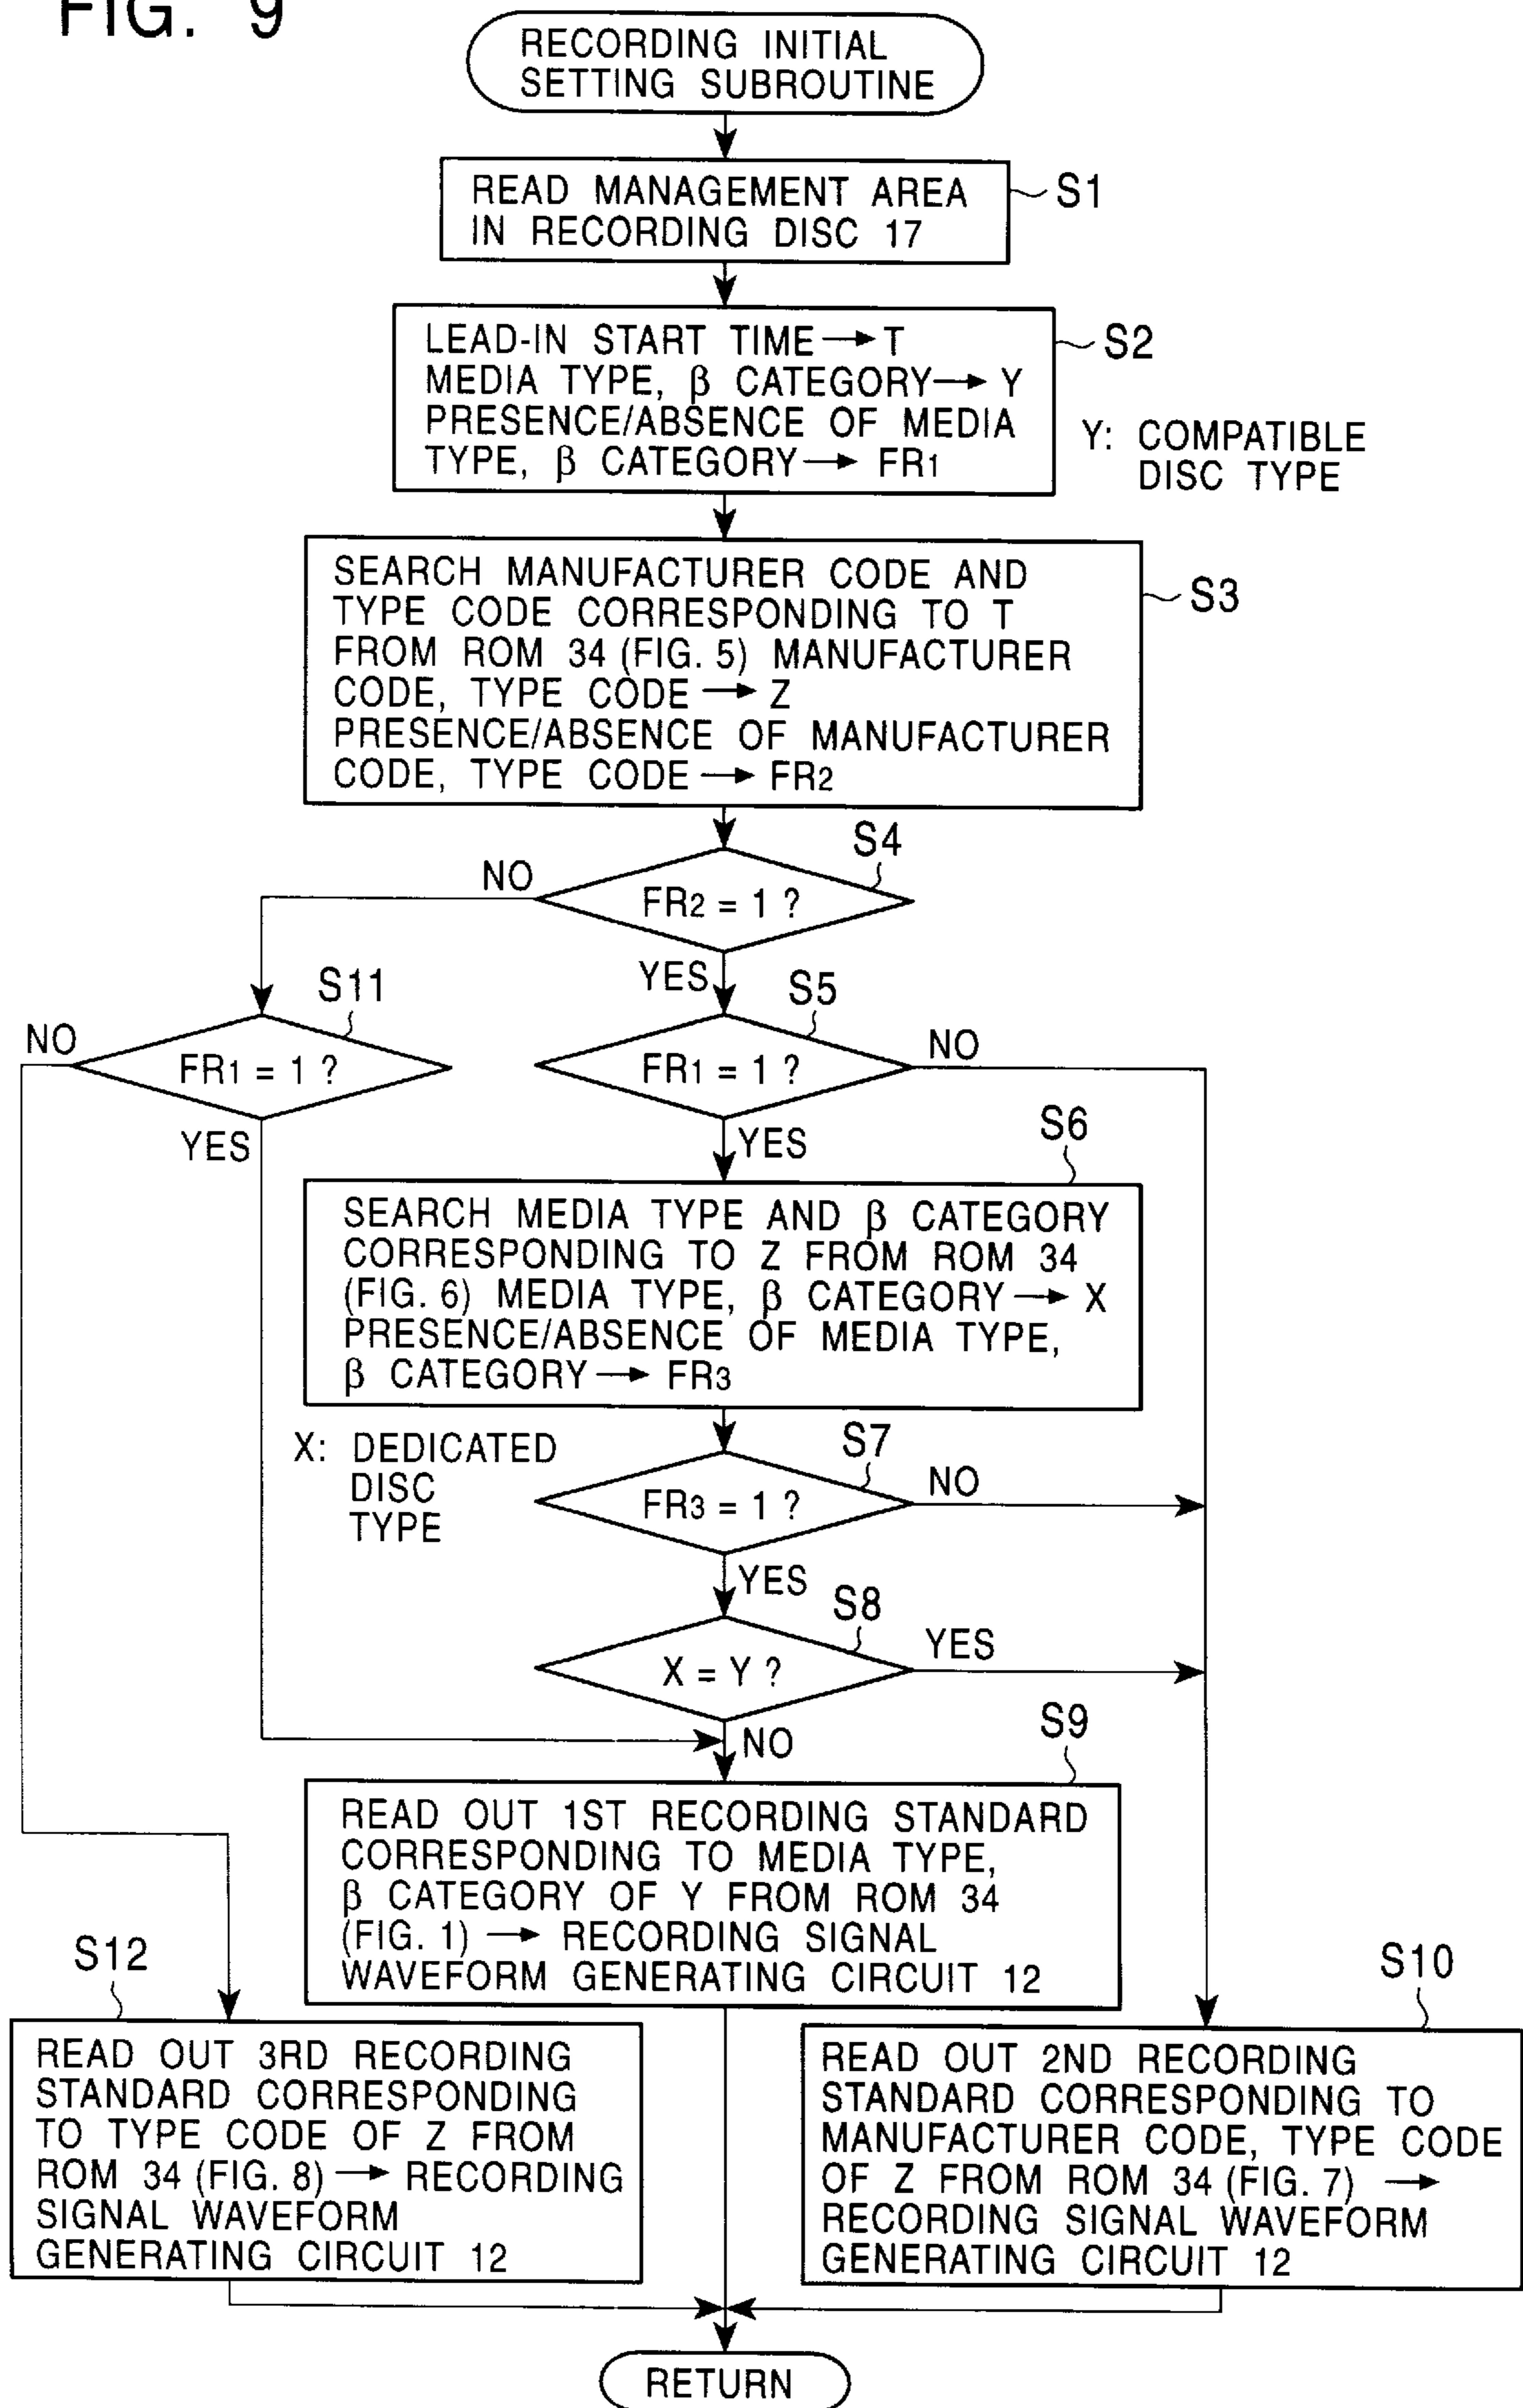 FIG. 9
RECORDING INITIAL
SETTING SUBROUTINE
READ MANAGEMENT AREA
IN RECORDING DISC 17
S1
LEAD-IN START TIME → T
MEDIA TYPE, β CATEGORY → Y
PRESENCE/ABSENCE OF MEDIA
TYPE, β CATEGORY → FR1
S2
Y: COMPATIBLE
DISC TYPE
SEARCH MANUFACTURER CODE AND
TYPE CODE CORRESPONDING TO T
FROM ROM 34 (FIG. 5) MANUFACTURER
CODE, TYPE CODE → Z
PRESENCE/ABSENCE OF MANUFACTURER
CODE, TYPE CODE → FR2
S3
S4
NO
FR2 = 1 ?
YES
S11
S5
NO
FR1 = 1 ?
FR1 = 1 ?
NO
YES
YES
S6
SEARCH MEDIA TYPE AND β CATEGORY
CORRESPONDING TO Z FROM ROM 34
(FIG. 6) MEDIA TYPE, β CATEGORY → X
PRESENCE/ABSENCE OF MEDIA TYPE,
β CATEGORY → FR3
X: DEDICATED
DISC
TYPE
S7
FR3 = 1 ?
NO
YES
S8
X = Y ?
YES
NO
S9
READ OUT 1ST RECORDING STANDARD
CORRESPONDING TO MEDIA TYPE,
β CATEGORY OF Y FROM ROM 34
(FIG. 1) → RECORDING SIGNAL
WAVEFORM GENERATING CIRCUIT 12
S12
READ OUT 3RD RECORDING
STANDARD CORRESPONDING
TO TYPE CODE OF Z FROM
ROM 34 (FIG. 8) → RECORDING
SIGNAL WAVEFORM
GENERATING CIRCUIT 12
S10
READ OUT 2ND RECORDING
STANDARD CORRESPONDING TO
MANUFACTURER CODE, TYPE CODE
OF Z FROM ROM 34 (FIG. 7) →
RECORDING SIGNAL WAVEFORM
GENERATING CIRCUIT 12
RETURN